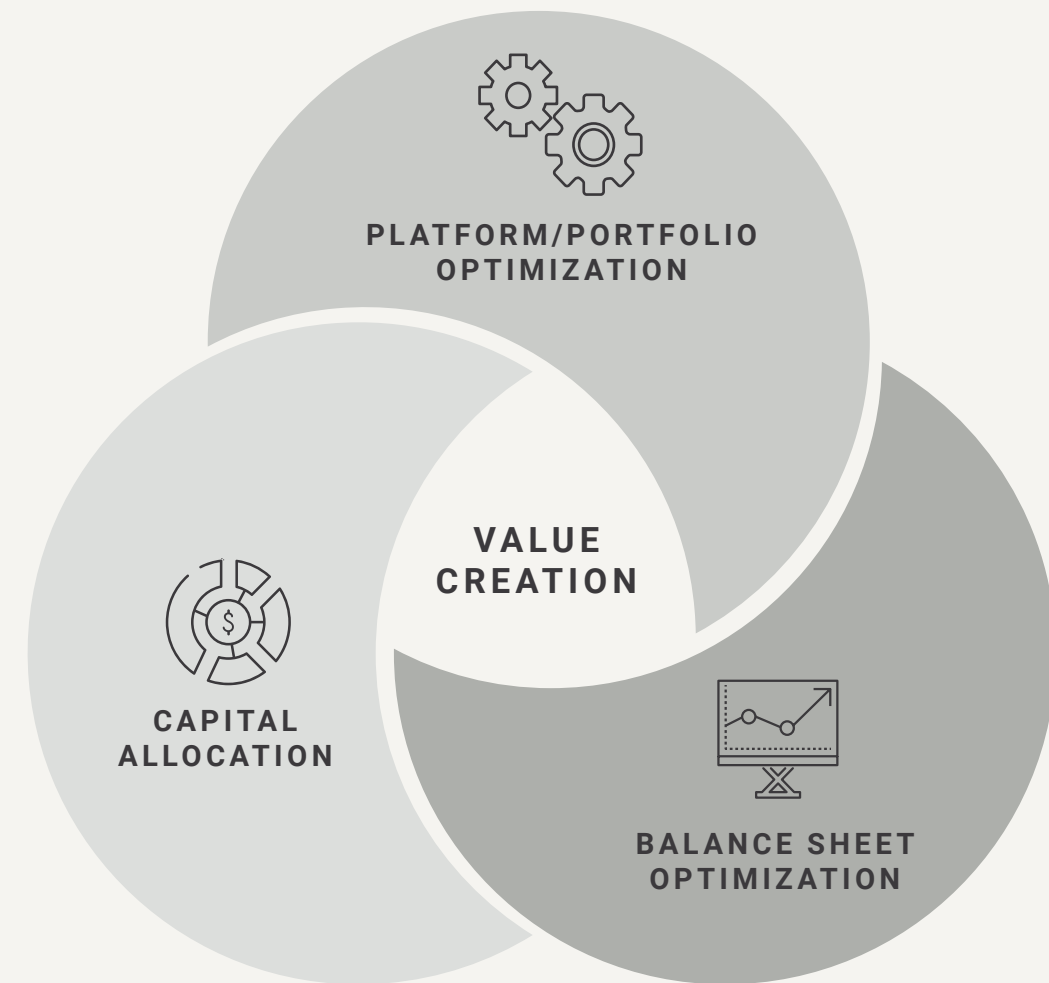 PLATFORM/PORTFOLIO
OPTIMIZATION
VALUE
CREATION
$
CAPITAL
ALLOCATION
BALANCE SHEET
OPTIMIZATION